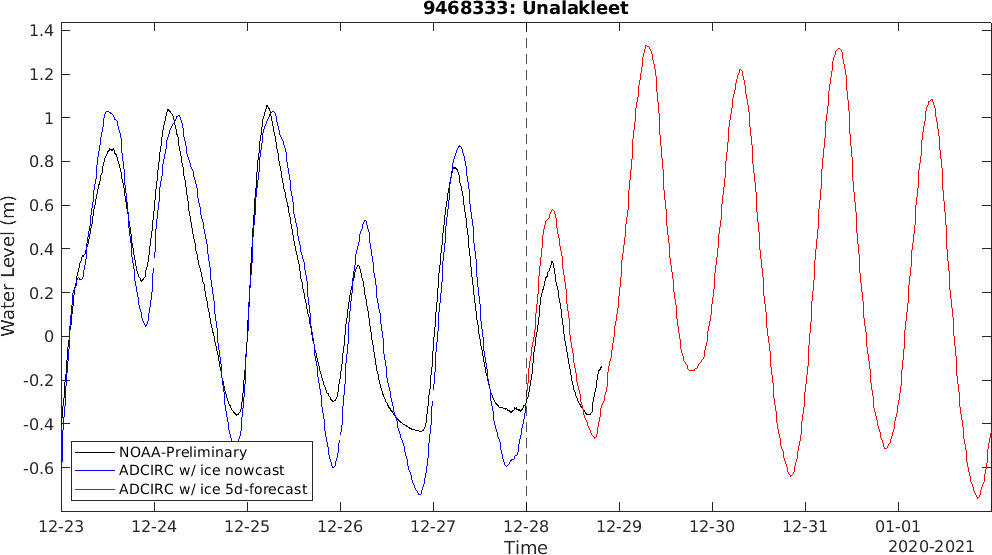 9468333: Unalakleet
Water Level (m)
1.4
1.2
1
0.8
0.6
0.4
0.2
0
-0.2
-0.4
-0.6
NOAA-Preliminary
ADCIRC w/ ice nowcast
ADCIRC w/ ice 5d-forecast
12-23 12-24 12-25 12-26 12-27 12-28 12-29 12-30 12-31 01-01
Time
2020-2021